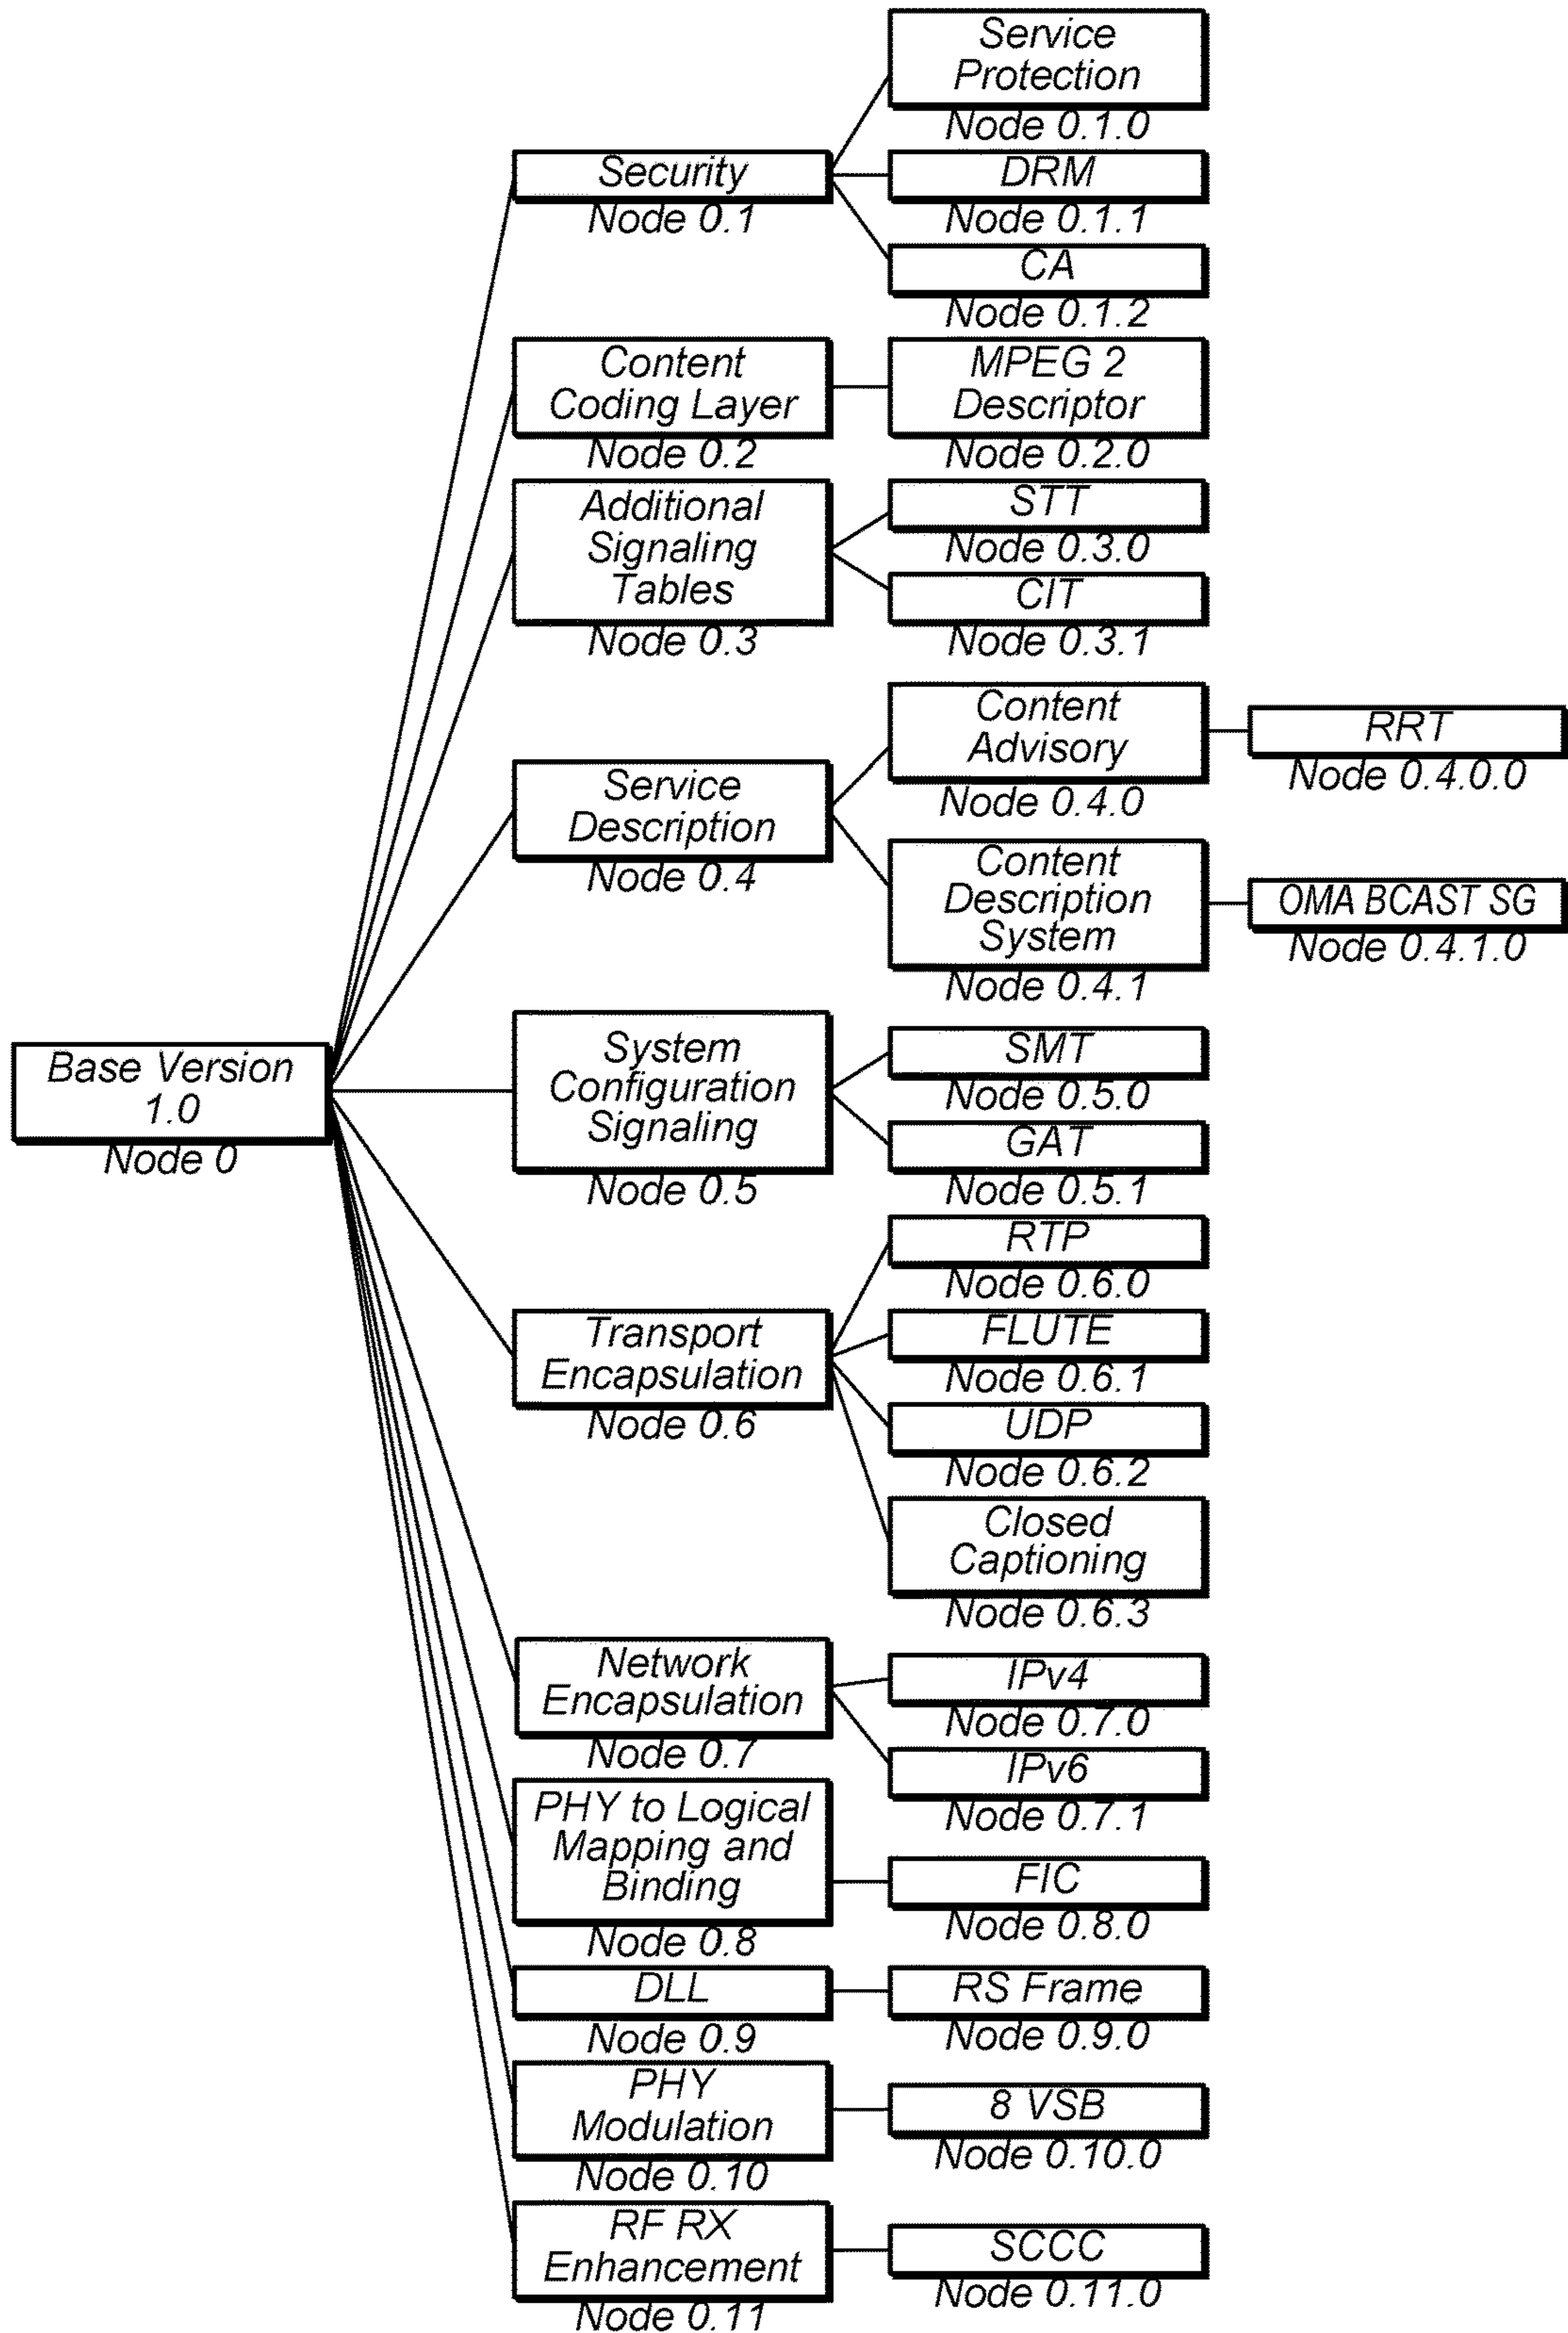 Service
Protection
Node 0.1.0
Security
Node 0.1
DRM
Node 0.1.1
CA
Node 0.1.2
Content
Coding Layer
Node 0.2
MPEG 2
Descriptor
Node 0.2.0
Additional
Signaling
Tables
Node 0.3
STT
Node 0.3.0
CIT
Node 0.3.1
Service
Description
Node 0.4
Content
Advisory
Node 0.4.0
RRT
Node 0.4.0.0
Content
Description
System
Node 0.4.1
OMA BCAST SG
Node 0.4.1.0
Base Version
1.0
Node 0
System
Configuration
Signaling
Node 0.5
SMT
Node 0.5.0
GAT
Node 0.5.1
Transport
Encapsulation
Node 0.6
RTP
Node 0.6.0
FLUTE
Node 0.6.1
UDP
Node 0.6.2
Closed
Captioning
Node 0.6.3
Network
Encapsulation
Node 0.7
IPv4
Node 0.7.0
IPv6
Node 0.7.1
PHY to Logical
Mapping and
Binding
Node 0.8
FIC
Node 0.8.0
DLL
Node 0.9
RS Frame
Node 0.9.0
PHY
Modulation
Node 0.10
8 VSB
Node 0.10.0
RF RX
Enhancement
Node 0.11
SCCC
Node 0.11.0